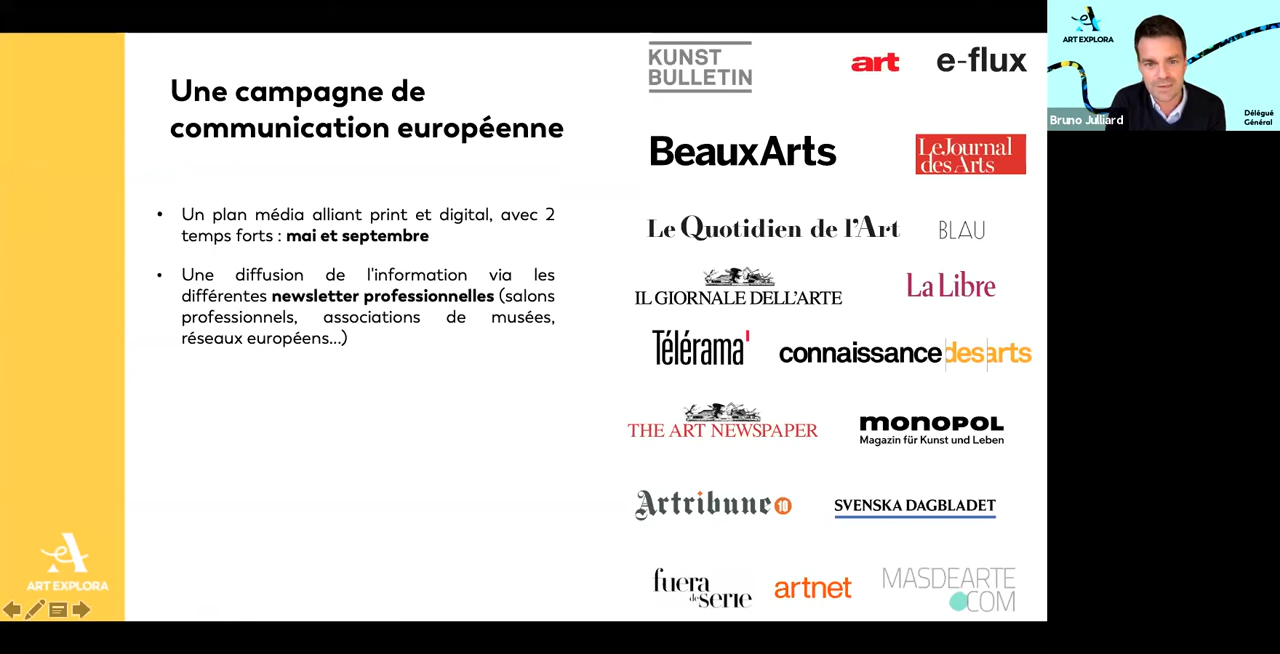 Une campagne de
communication européenne
• Un plan média alliant print et digital, avec 2
temps forts : mai et septembre
• Une diffusion de l'information via les
différentes newsletter professionnelles (salons
professionnels, associations de musées,
réseaux européens...)
ART EXPLORA
KUNST
BULLETIN
art
e-flux
BeauxArts
Le Journal
des Arts
Le Quotidien de l'Art
BLAU
IL GIORNALE DELL'ARTE
La Libre
Télérama'
connaissancedesarts
THE ART NEWSPAPER
monopol
Magazin für Kunst und Leben
Artribune 10
SVENSKA DAGBLADET
fuera
de serie
artnet
MASDEARTE
.COM
ART EXPLORA
Bruno Julliard
Délégué
Général